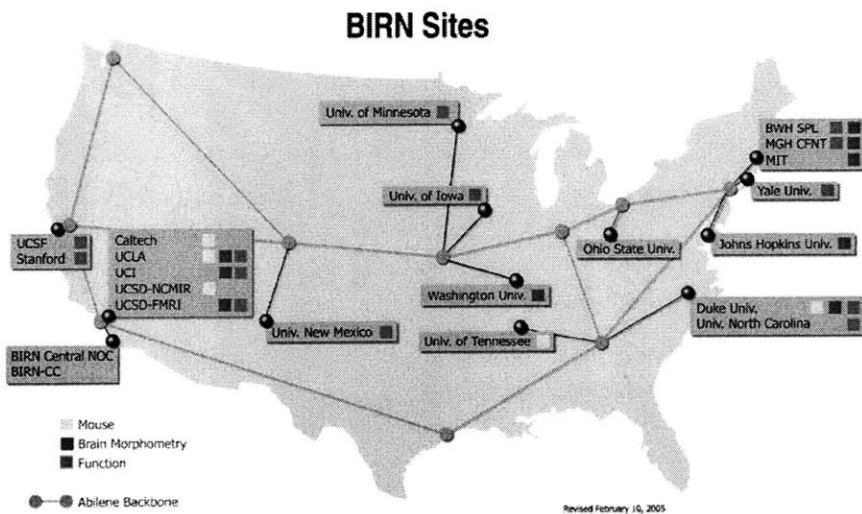 BIRN Sites
Univ. of Minnesota
BWH SPL
MGH CFNT
MIT
Univ. of Iowa
Yale Univ.
UCSF
Stanford
Caltech
UCLA
UCI
UCSD-NCMIR
UCSD-FMRI
Ohio State Univ.
Johns Hopkins Univ.
Washington Univ.
Duke Univ.
Univ. North Carolina
Univ. New Mexico
Univ. of Tennessee
BIRN Central NOC
BIRN-CC
Mouse
Brain Morphometry
Function
Abilene Backbone
Revised February 10, 2005